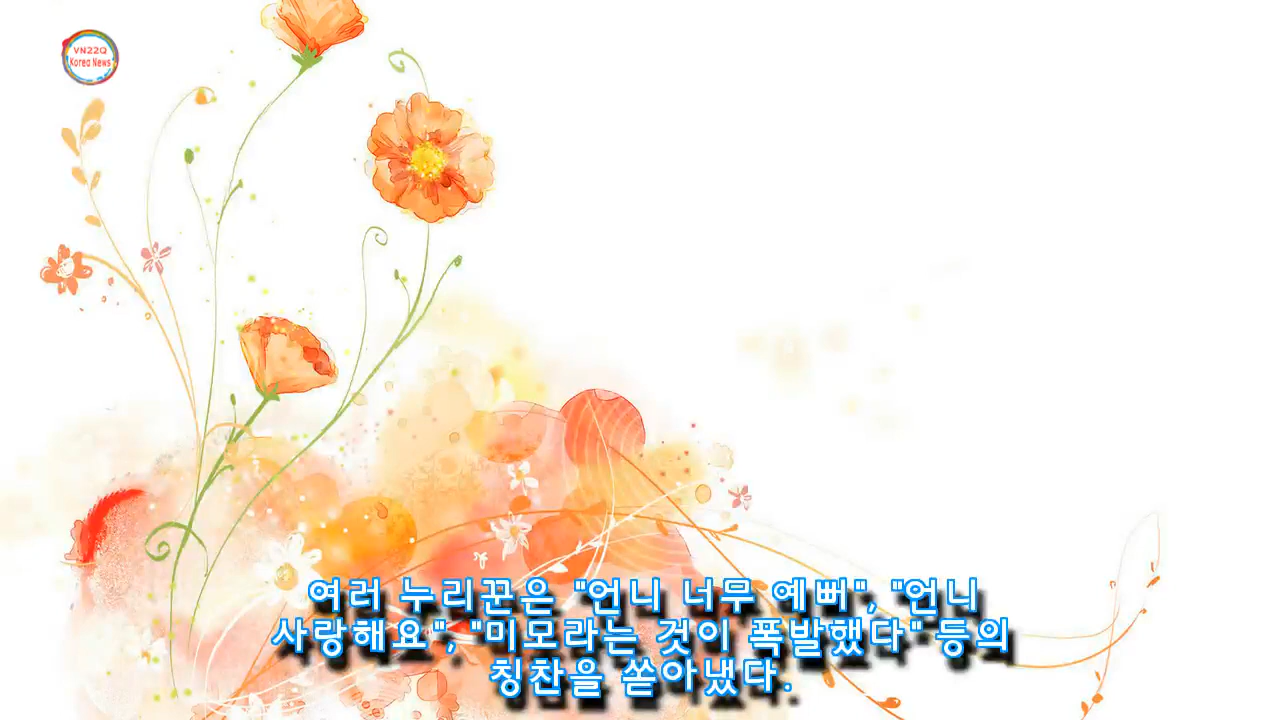 VN22Q
Korea News
여러 누리꾼은 "언니 너무 예뻐", "언니
사랑해요", "미모라는 것이 폭발했다" 등의
칭찬을 쏟아냈다.